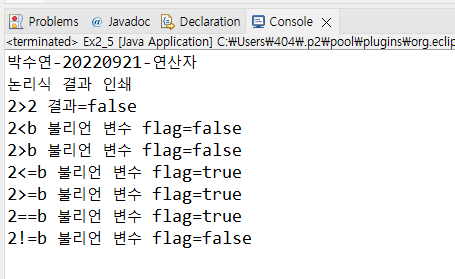 Problems @ Javadoc Declaration Console
<terminated> Ex2_5 [Java Application] C:₩Users₩404₩.p2₩pool₩plugins₩org.eclip
박수연-20220921-연산자
논리식 결과 인쇄
2>2 결과=false
2<b 불리언 변수 flag=false
2>b 불리언 변수 flag=false
2<=b 불리언 변수 flag=true
2>=b 불리언 변수 flag=true
2==b 불리언 변수 flag=true
2!=b 불리언 변수 flag=false